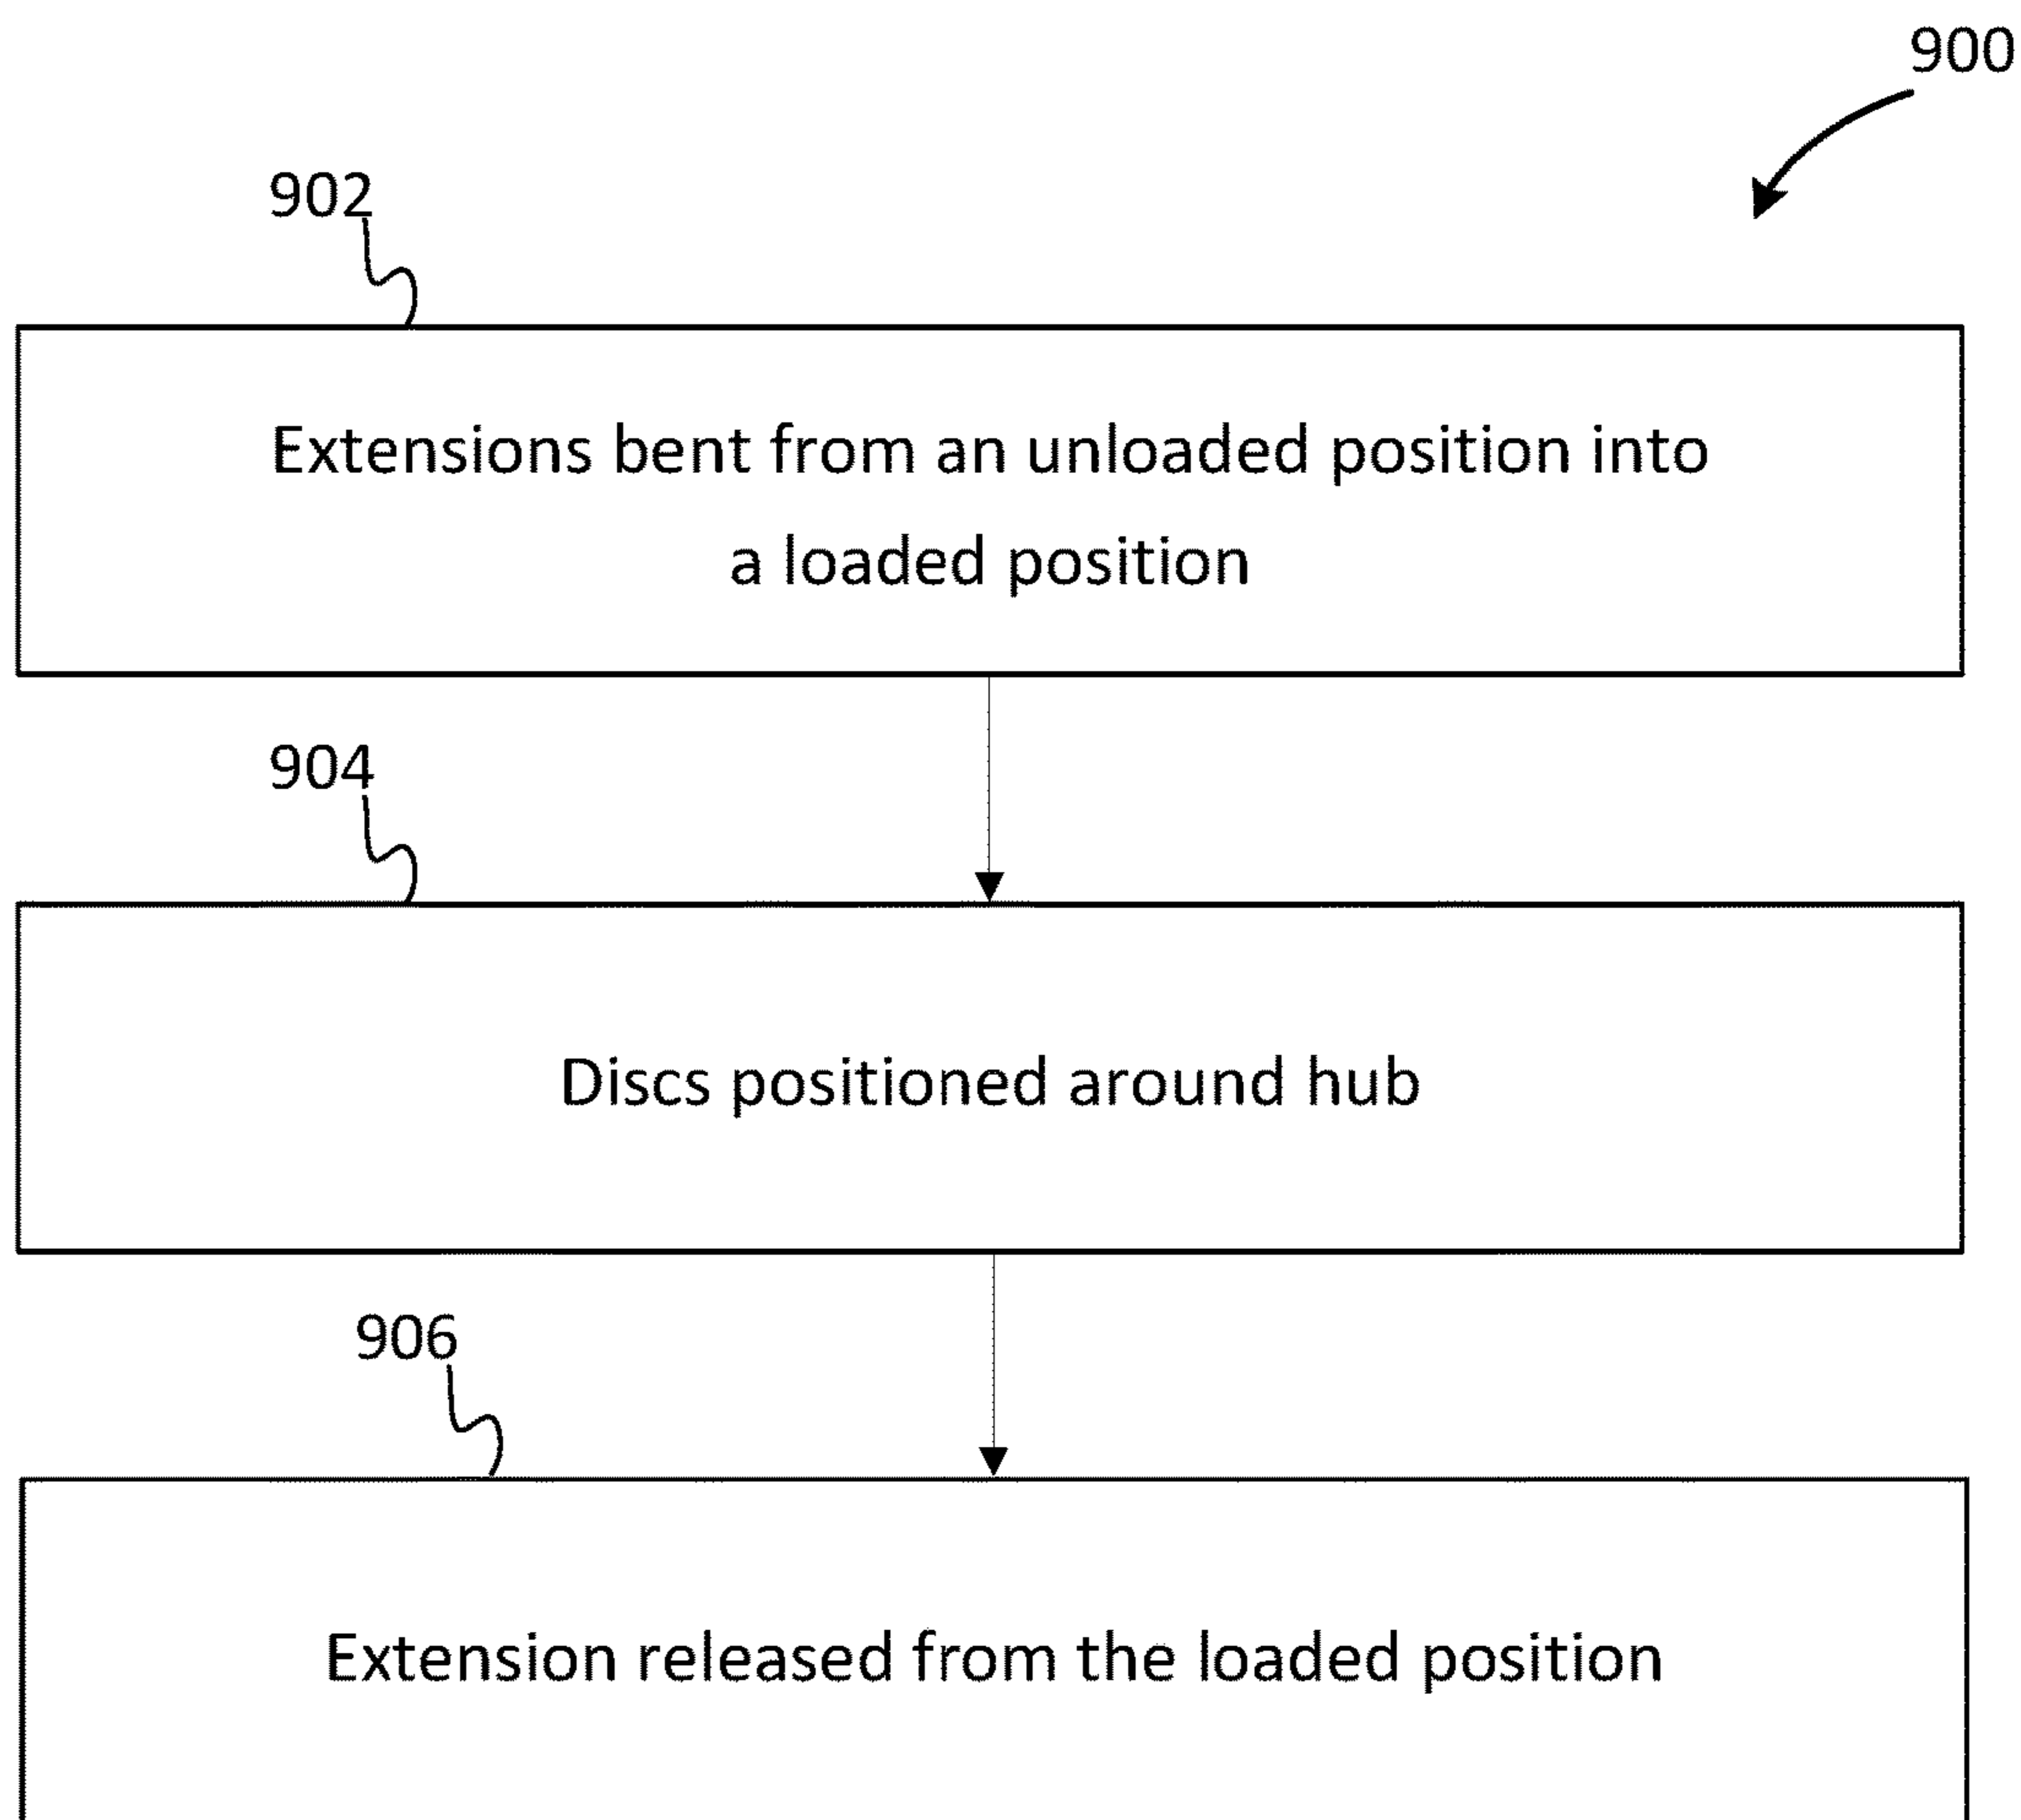 900
902
Extensions bent from an unloaded position into
a loaded position
904
Discs positioned around hub
906
Extension released from the loaded position